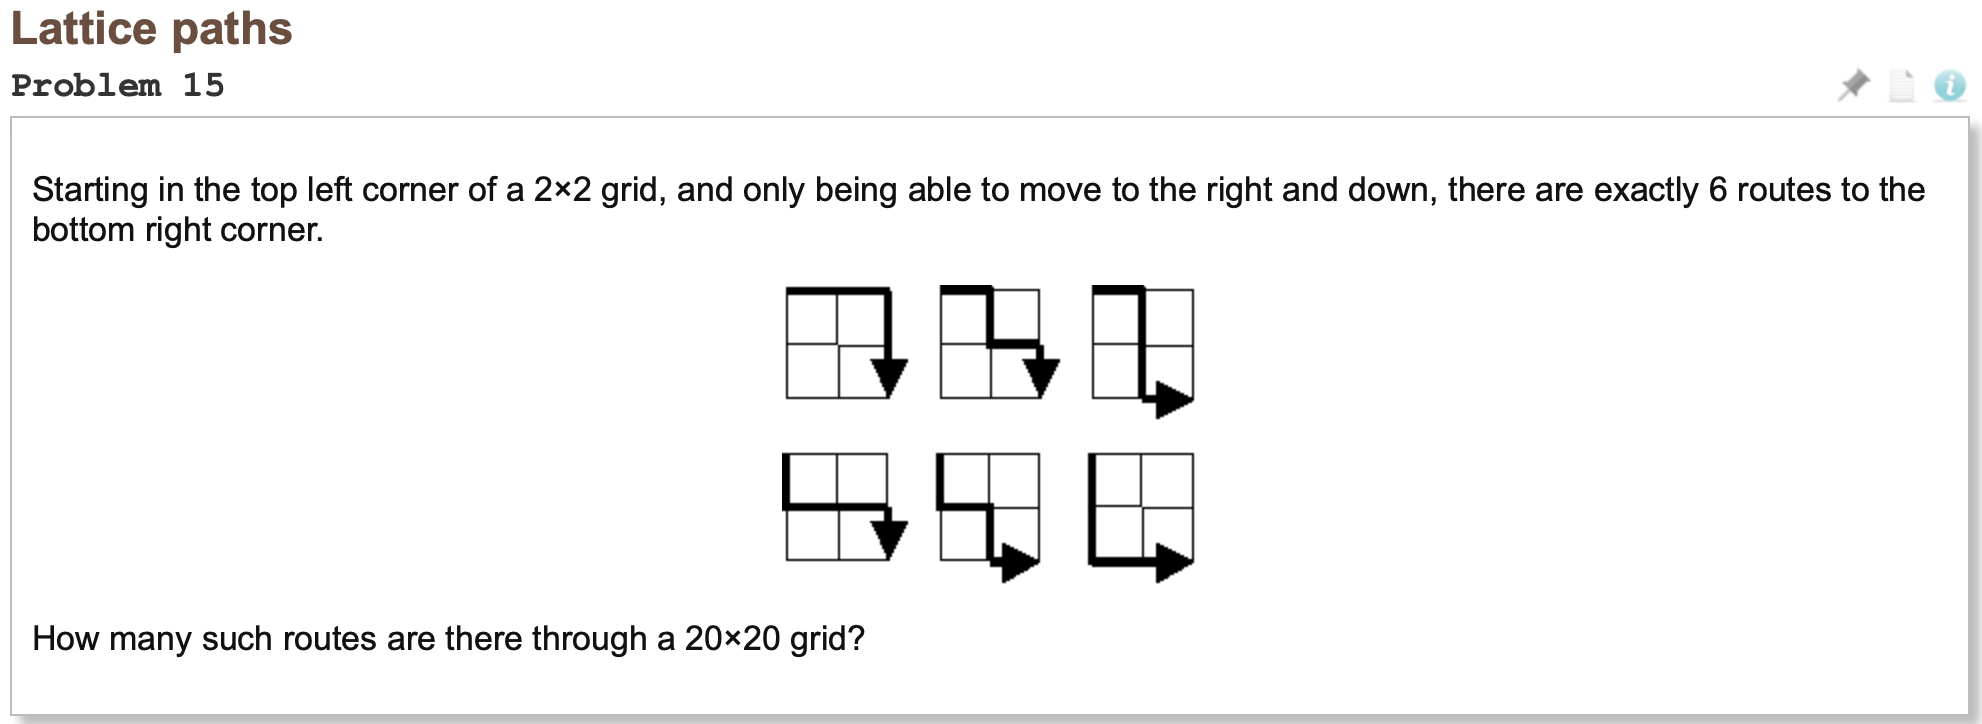 Lattice paths
Problem 15
i
Starting in the top left corner of a 2×2 grid, and only being able to move to the right and down, there are exactly 6 routes to the
bottom right corner.
How many such routes are there through a 20×20 grid?